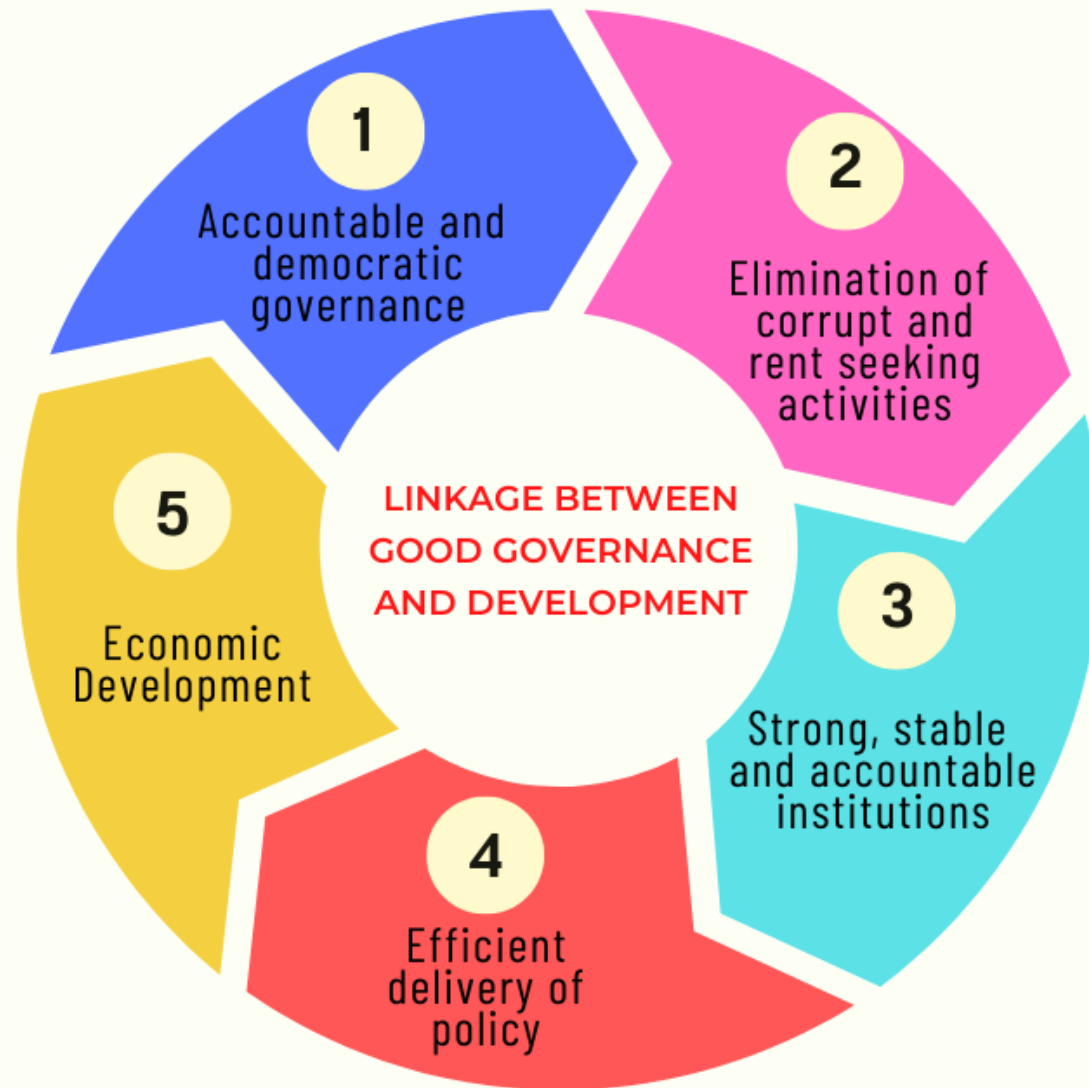 1
Accountable and
democratic
governance
2
Elimination of
corrupt and
rent seeking
activities
3
Strong, stable
and accountable
institutions
4
Efficient
delivery of
policy
5
Economic
Development
LINKAGE BETWEEN
GOOD GOVERNANCE
AND DEVELOPMENT